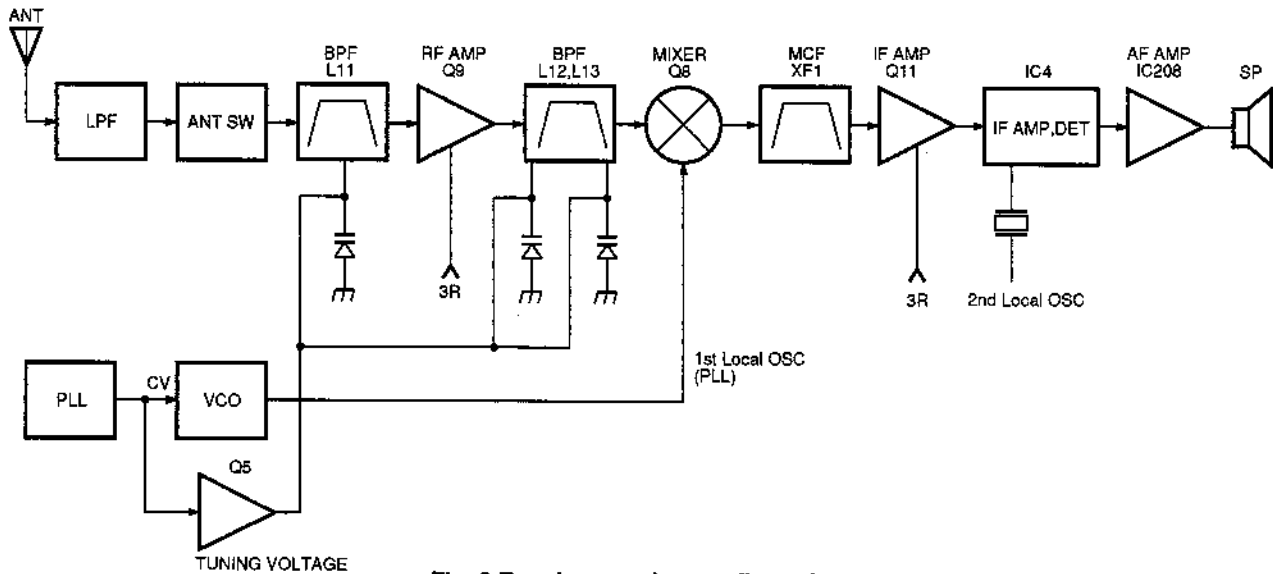 ANT
BPF
L11
RF AMP
Q9
BPF
L12,L13
MIXER
Q8
MCF
XF1
IF AMP
Q11
IC4
AF AMP
IC208
SP
LPF
ANT SW
IF AMP,DET
3R
3R
2nd Local OSC
1st Local OSC
(PLL)
PLL
CV
VCO
Q5
TUNING VOLTAGE